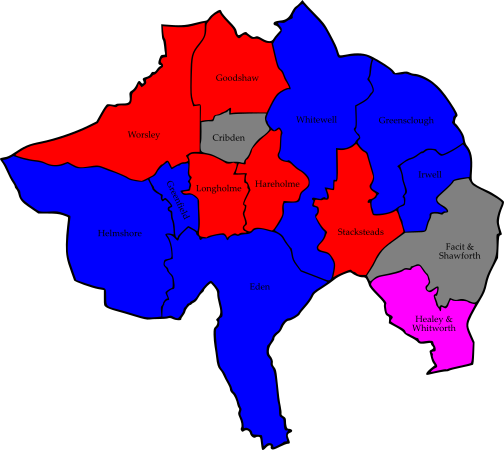 Goodshaw
Worsley
Cribden
Whitewell
Greensclough
Irwell
Longholme
Hareholme
Greenfield
Helmshore
Stacksteads
Facit &
Shawforth
Eden
Healey &
Whitworth